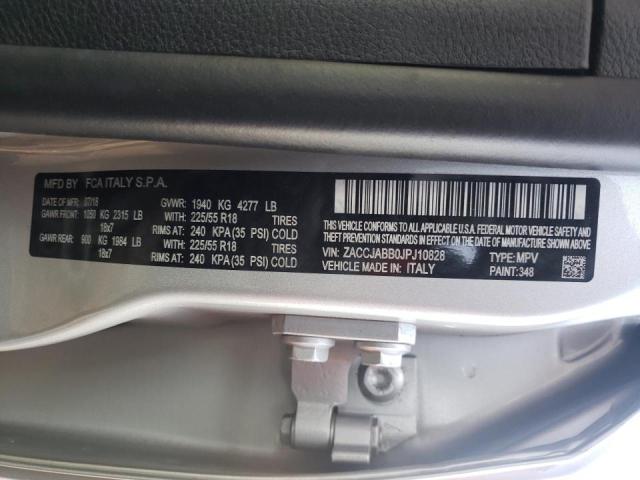 MFD BY FCA ITALY S.P.A.
DATE OF MFR: 07/18 GVWR: 1940 KG 4277 LB
GAWR FRONT: 1050 KG 2315 LB WITH: 225/55 R18 TIRES
18x7 RIMS AT: 240 KPA(35 PSI) COLD
GAWR REAR: 900 KG 1984 LB WITH: 225/55 R18 TIRES
18x7 RIMS AT: 240 KPA(35 PSI) COLD
THIS VEHICLE CONFORMS TO ALL APPLICABLE U.S.A. FEDERAL MOTOR VEHICLE SAFETY,
BUMPER, AND THEFT PREVENTION STANDARDS IN EFFECT
ON THE DATE OF MANUFACTURE SHOWN ABOVE.
VIN: ZACCJABB0JPJ10828 TYPE: MPV
VEHICLE MADE IN: ITALY PAINT: 348